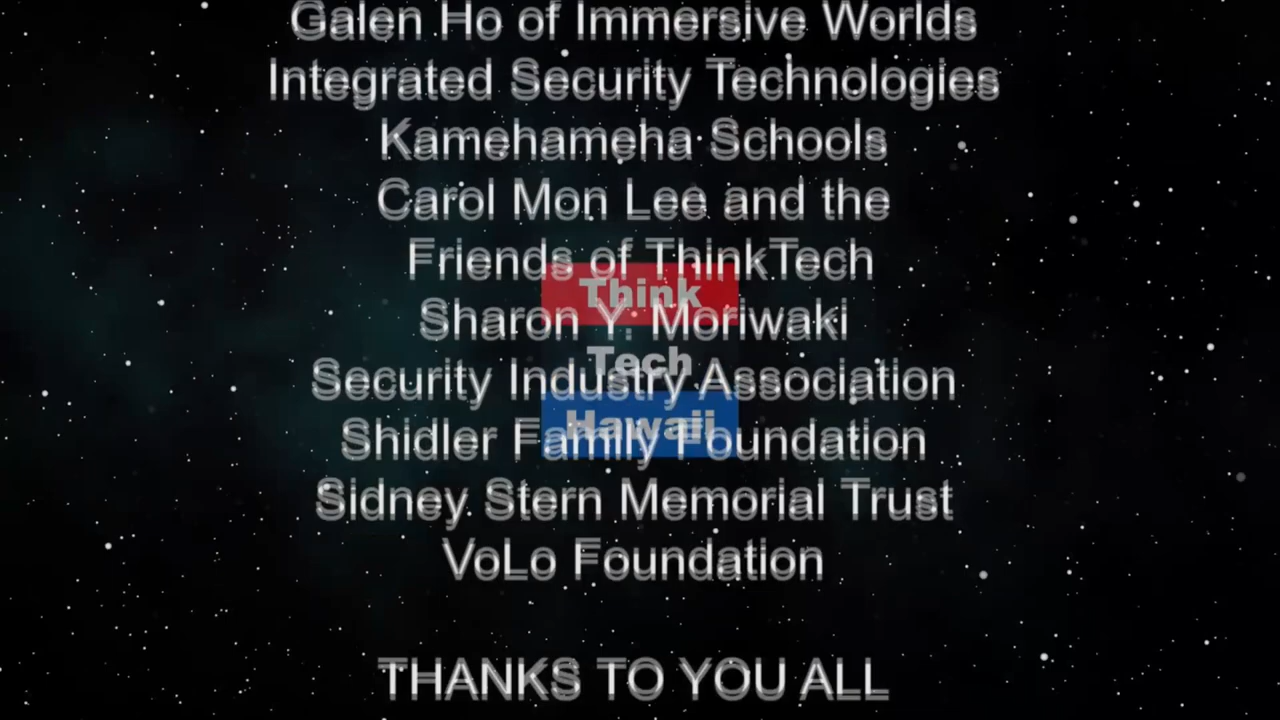 Galen Ho of Immersive Worlds
Integrated Security Technologies
Kamehameha Schools
Carol Mon Lee and the
Friends of ThinkTech
Think
Sharon Y. Moriwaki
Tech
Security Industry Association
Hawaii
Shidler Family Foundation
Sidney Stern Memorial Trust
VoLo Foundation
THANKS TO YOU ALL